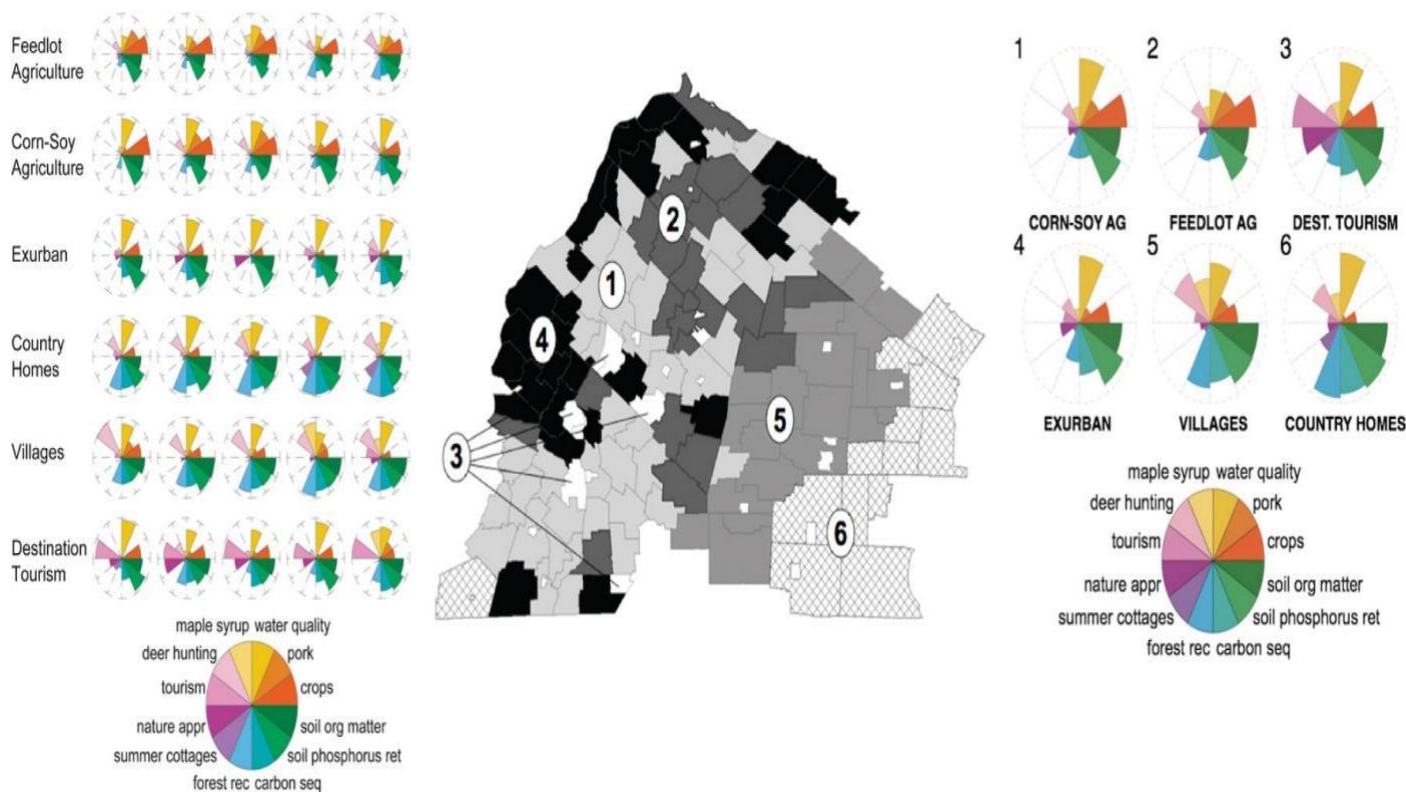 Feedlot
Agriculture
Corn-Soy
Agriculture
Exurban
Country
Homes
Villages
Destination
Tourism
maple syrup water quality
deer hunting pork
tourism crops
nature appr soil org matter
summer cottages soil phosphorus ret
forest rec carbon seq
2
1
4
5
3
6
1 2 3
CORN-SOY AG FEEDLOT AG DEST. TOURISM
4 5 6
EXURBAN VILLAGES COUNTRY HOMES
maple syrup water quality
deer hunting pork
tourism crops
nature appr soil org matter
summer cottages soil phosphorus ret
forest rec carbon seq